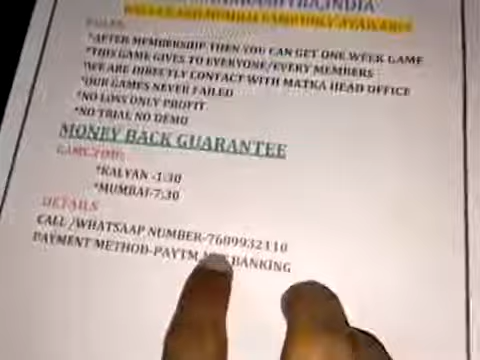 RULES:
*AFTER MEMBERSHIP THEN YOU CAN GET ONE WEEK GAME
*THIS GAME GIVES TO EVERYONE/EVERY MEMBERS
*WE ARE DIRECTLY CONTACT WITH MATKA HEAD OFFICE
*OUR GAMES NEVER FAILED
*NO LOSS ONLY PROFIT
*NO TRIAL NO DEMO
MONEY BACK GUARANTEE
GAME TIME:
*KALYAN -1:30
*MUMBAI-7:30
DETAILS
CALL /WHATSAAP NUMBER-7609932110
PAYMENT METHOD-PAYTM BANKING